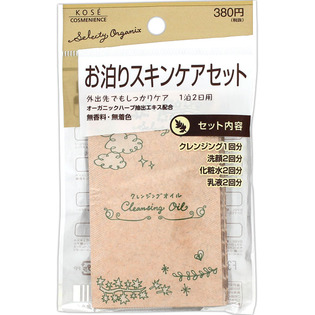 KOSÉ
COSMENIENCE
380円
(税抜)
Selecty Organix
お泊りスキンケアセット
外出先でもしっかりケア 1泊2日用
オーガニックハーブ抽出エキス配合
無香料・無着色
セット内容
クレンジング1回分
洗顔2回分
化粧水2回分
乳液2回分
クレンジングオイル
Cleansing Oil